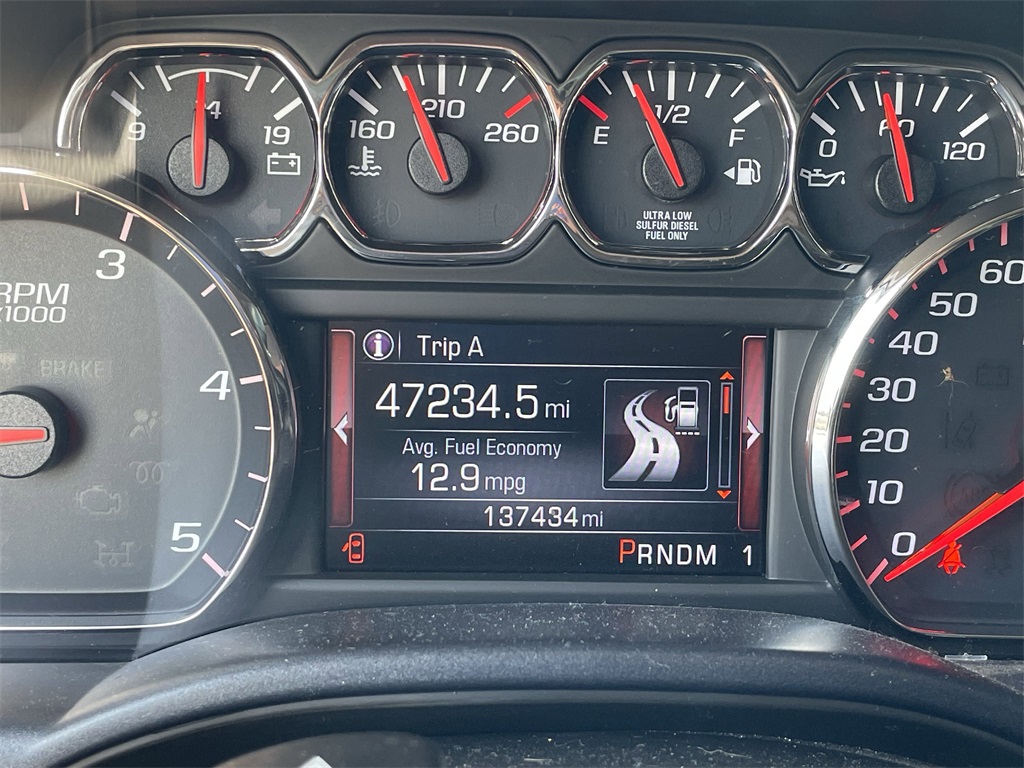 9 14 19
160 210 260
E 1/2 F
ULTRA LOW
SULFUR DIESEL
FUEL ONLY
0 60 120
3
RPM
x1000
BRAKE!
4
5
i Trip A
47234.5 mi
Avg. Fuel Economy
12.9 mpg
137434 mi
PRNDM 1
60
50
40
30
20
10
0